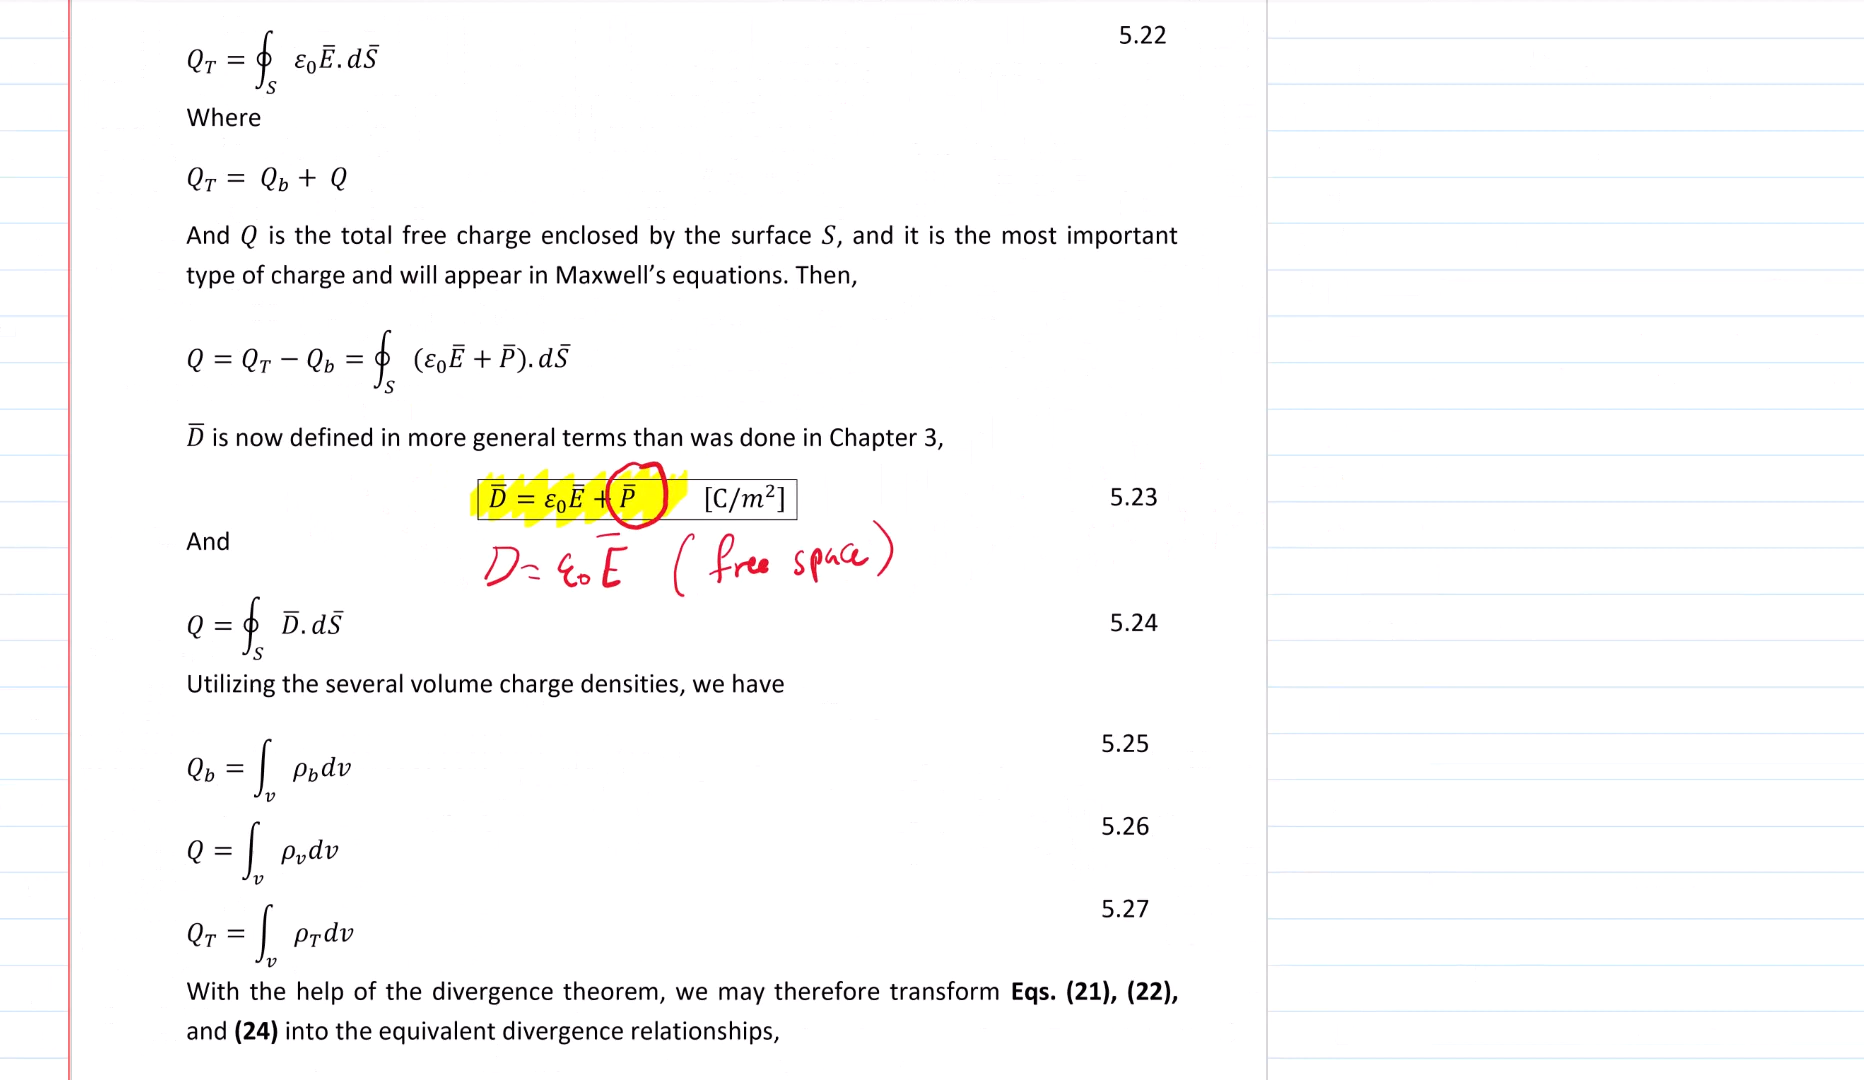 5.22
Q_T = ∮_S ε₀Ē.dS̄
Where
Q_T = Q_b + Q
And Q is the total free charge enclosed by the surface S, and it is the most important
type of charge and will appear in Maxwell's equations. Then,
Q = Q_T − Q_b = ∮_S (ε₀Ē + P̄).dS̄
D̄ is now defined in more general terms than was done in Chapter 3,
D̄ = ε₀Ē + P̄ [C/m²] 5.23
And
D = ε₀Ē (free space)
Q = ∮_S D̄.dS̄ 5.24
Utilizing the several volume charge densities, we have
5.25
Q_b = ∫_v ρ_b dv
5.26
Q = ∫_v ρ_v dv
5.27
Q_T = ∫_v ρ_T dv
With the help of the divergence theorem, we may therefore transform Eqs. (21), (22),
and (24) into the equivalent divergence relationships,